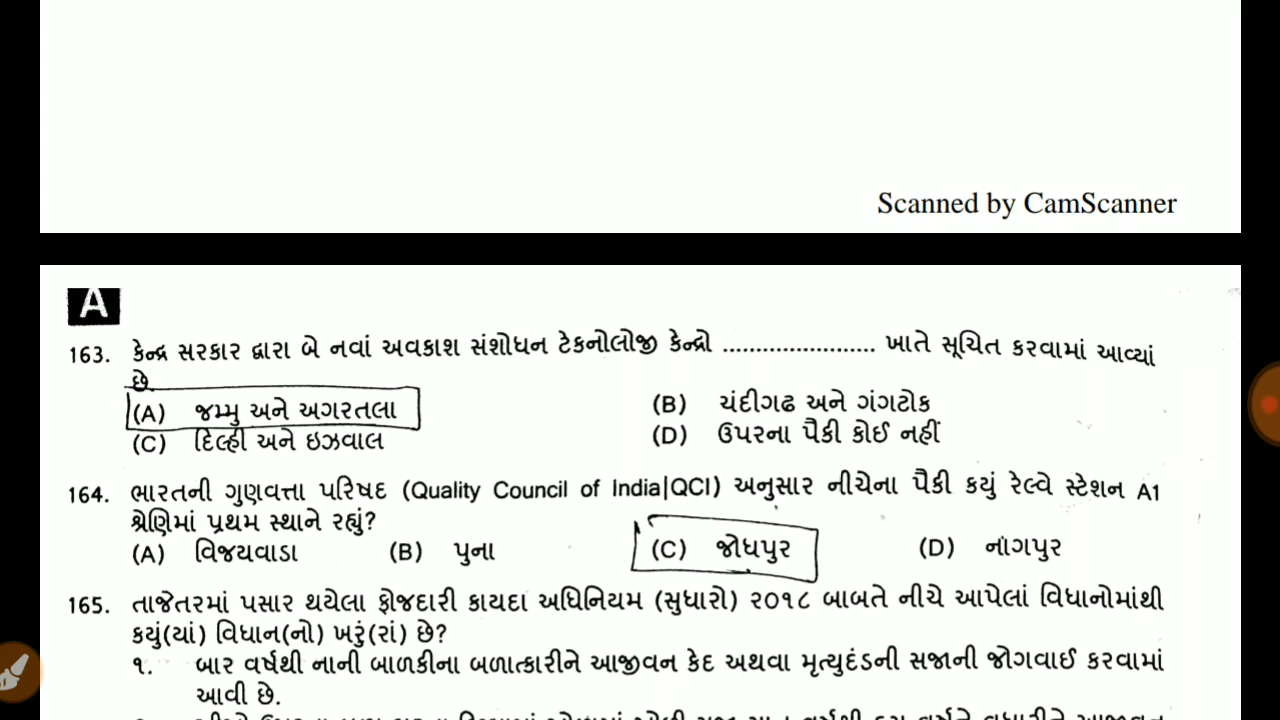 Scanned by CamScanner
A
163. કેન્દ્ર સરકાર દ્વારા બે નવાં અવકાશ સંશોધન ટેકનોલોજી કેન્દ્રો ....................... ખાતે સૂચિત કરવામાં આવ્યાં
છે.
(A) જમ્મુ અને અગરતલા (B) ચંદીગઢ અને ગંગટોક
(C) દિલ્હી અને ઇઝવાલ (D) ઉપરના પૈકી કોઈ નહીં
164. ભારતની ગુણવત્તા પરિષદ (Quality Council of India|QCI) અનુસાર નીચેના પૈકી કયું રેલ્વે સ્ટેશન A1
શ્રેણિમાં પ્રથમ સ્થાને રહ્યું?
(A) વિજયવાડા (B) પુના (C) જોધપુર (D) નાગપુર
165. તાજેતરમાં પસાર થયેલા ફોજદારી કાયદા અધિનિયમ (સુધારો) ૨૦૧૮ બાબતે નીચે આપેલાં વિધાનોમાંથી
કયું(યાં) વિધાન(નો) ખરું(રાં) છે?
૧. બાર વર્ષથી નાની બાળકીના બળાત્કારીને આજીવન કેદ અથવા મૃત્યુદંડની સજાની જોગવાઈ કરવામાં
આવી છે.